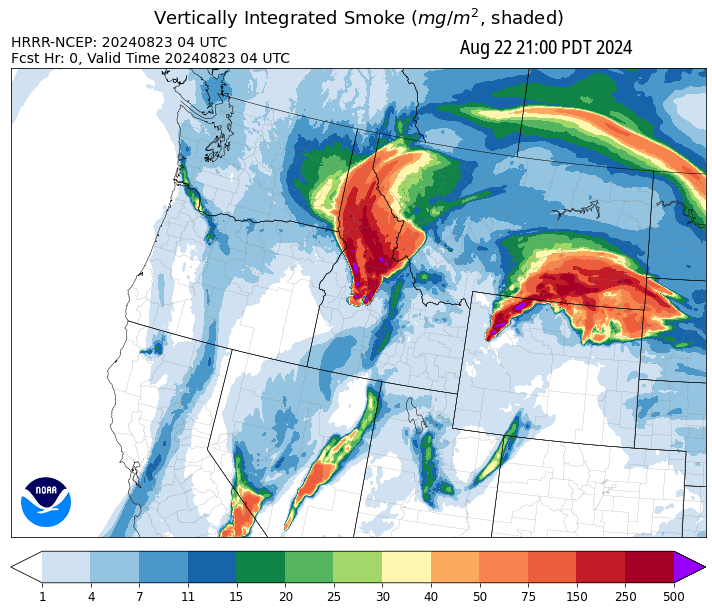 Vertically Integrated Smoke (mg/m², shaded)
HRRR-NCEP: 20240823 04 UTC
Fcst Hr: 0, Valid Time 20240823 04 UTC
Aug 22 21:00 PDT 2024
NOAA
1 4 7 11 15 20 25 30 40 50 75 150 250 500